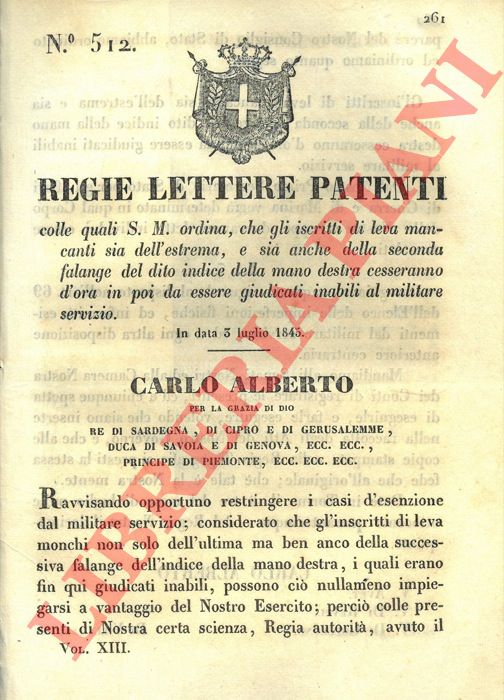 261
N.º 512.
REGIE LETTERE PATENTI
colle quali S. M. ordina, che gli iscritti di leva man-
canti sia dell'estrema, e sia anche della seconda
falange del dito indice della mano destra cesseranno
d'ora in poi da essere giudicati inabili al militare
servizio.
In data 3 luglio 1845.
CARLO ALBERTO
PER LA GRAZIA DI DIO
RE DI SARDEGNA, DI CIPRO E DI GERUSALEMME,
DUCA DI SAVOIA E DI GENOVA, ECC. ECC.,
PRINCIPE DI PIEMONTE, ECC. ECC. ECC.
Ravvisando opportuno restringere i casi d'esenzione
dal militare servizio; considerato che gl'inscritti di leva
monchi non solo dell'ultima ma ben anco della succes-
siva falange dell'indice della mano destra, i quali erano
fin qui giudicati inabili, possono ciò nullameno impie-
garsi a vantaggio del Nostro Esercito; perciò colle pre-
senti di Nostra certa scienza, Regia autorità, avuto il
VOL. XIII.
LIBRERIA PIANI